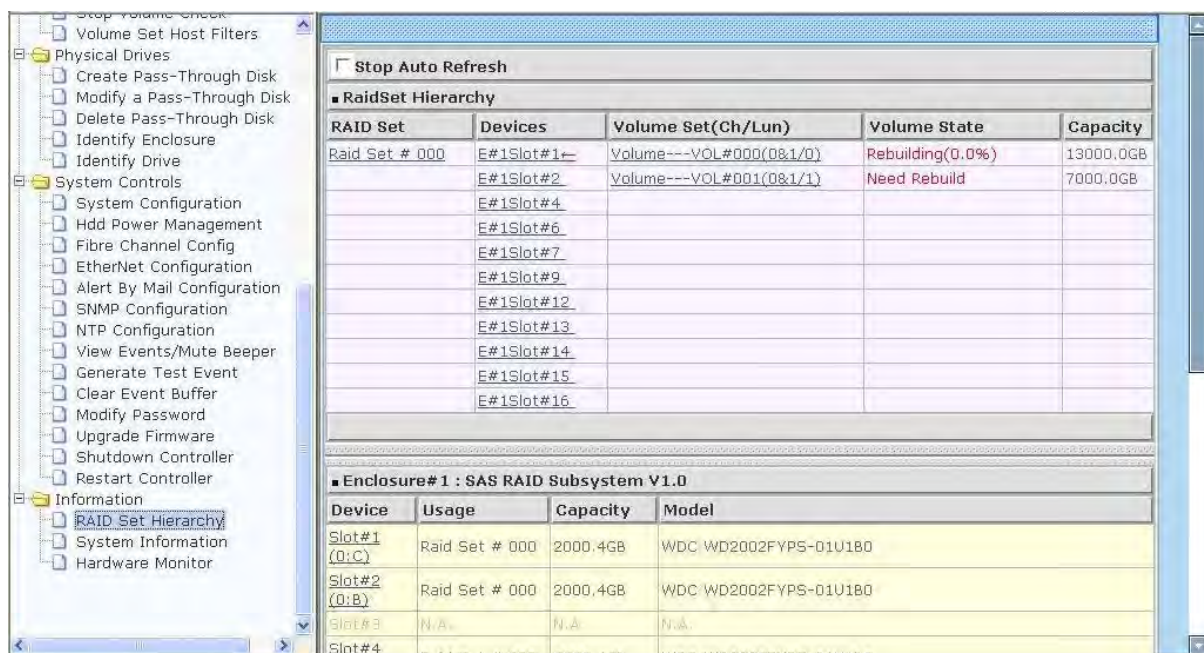 Stop Volume Check
Volume Set Host Filters
Physical Drives
Create Pass-Through Disk
Modify a Pass-Through Disk
Delete Pass-Through Disk
Identify Enclosure
Identify Drive
System Controls
System Configuration
Hdd Power Management
Fibre Channel Config
EtherNet Configuration
Alert By Mail Configuration
SNMP Configuration
NTP Configuration
View Events/Mute Beeper
Generate Test Event
Clear Event Buffer
Modify Password
Upgrade Firmware
Shutdown Controller
Restart Controller
Information
RAID Set Hierarchy
System Information
Hardware Monitor
Stop Auto Refresh
▪ RaidSet Hierarchy
RAID Set Devices Volume Set(Ch/Lun) Volume State Capacity
Raid Set # 000 E#1Slot#1← Volume---VOL#000(0&1/0) Rebuilding(0.0%) 13000.0GB
E#1Slot#2 Volume---VOL#001(0&1/1) Need Rebuild 7000.0GB
E#1Slot#4
E#1Slot#6
E#1Slot#7
E#1Slot#9
E#1Slot#12
E#1Slot#13
E#1Slot#14
E#1Slot#15
E#1Slot#16
▪ Enclosure#1 : SAS RAID Subsystem V1.0
Device Usage Capacity Model
Slot#1 (0:C) Raid Set # 000 2000.4GB WDC WD2002FYPS-01U1B0
Slot#2 (0:B) Raid Set # 000 2000.4GB WDC WD2002FYPS-01U1B0
Slot#3 N.A. N.A. N.A.
Slot#4